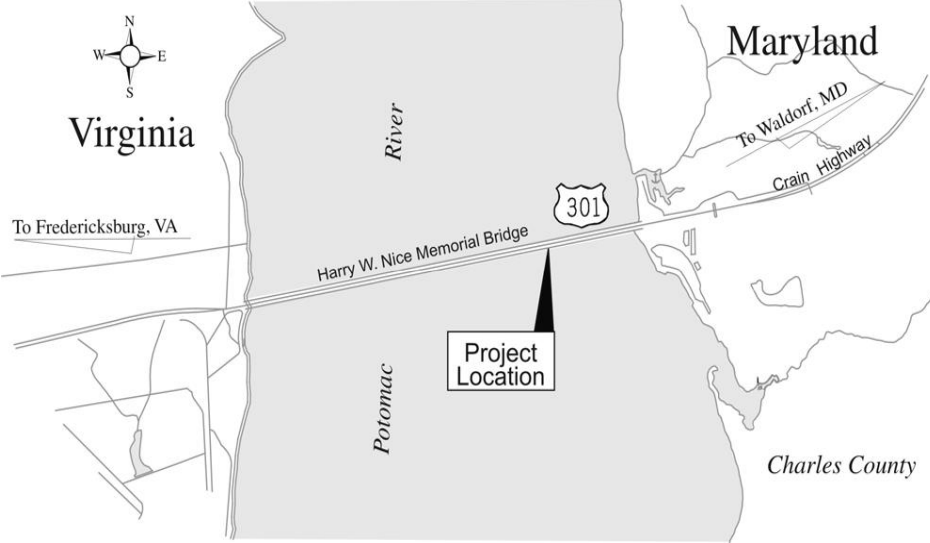 N
W
E
S
Virginia
Maryland
River
To Waldorf, MD
Crain Highway
301
To Fredericksburg, VA
Harry W. Nice Memorial Bridge
Project
Location
Potomac
Charles County